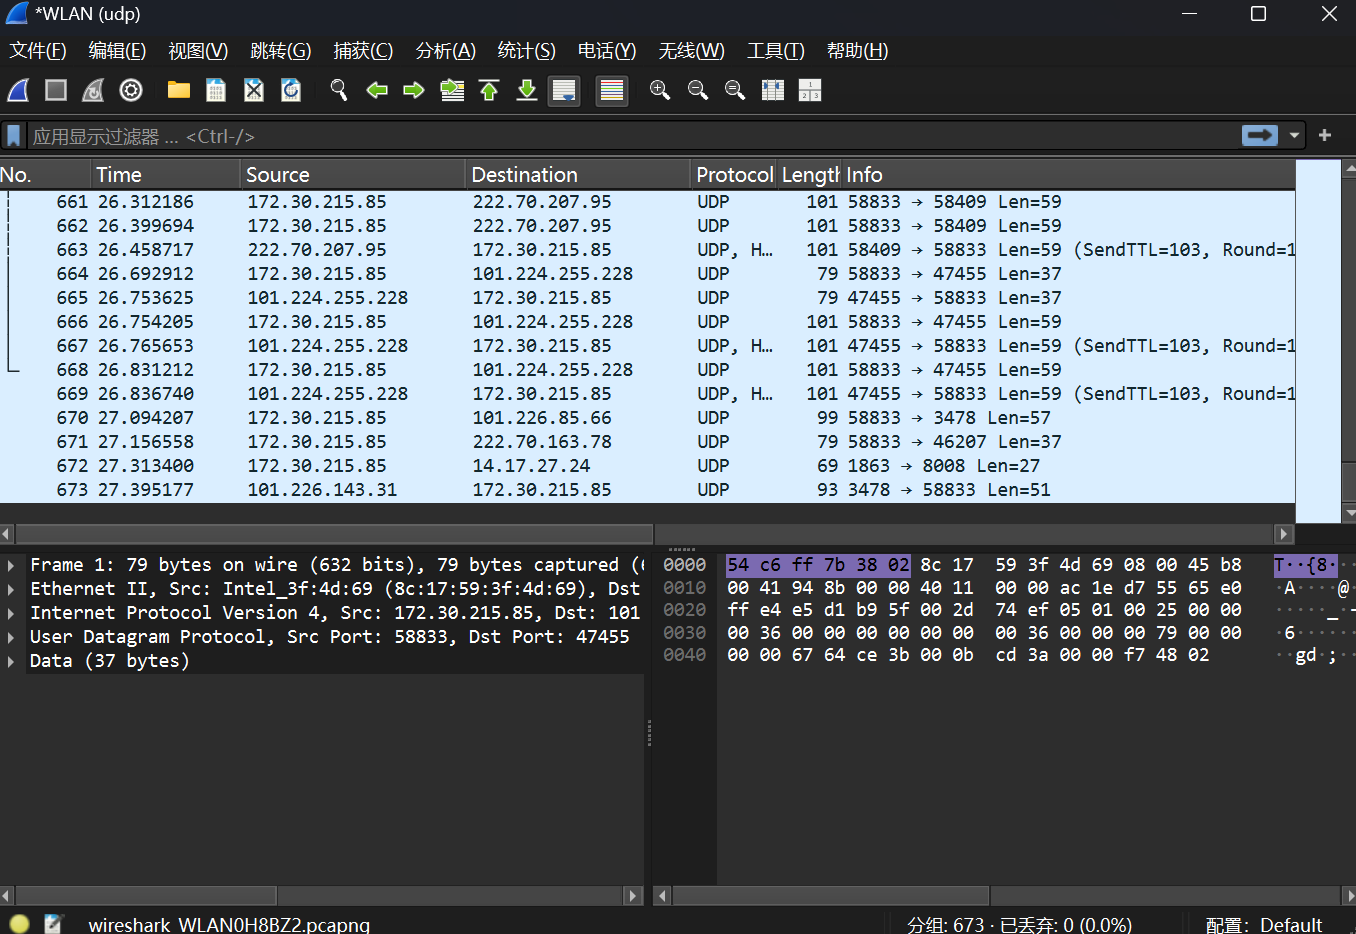 *WLAN (udp)
文件(F) 编辑(E) 视图(V) 跳转(G) 捕获(C) 分析(A) 统计(S) 电话(Y) 无线(W) 工具(T) 帮助(H)
应用显示过滤器 … <Ctrl-/>
No. Time Source Destination Protocol Length Info
661 26.312186 172.30.215.85 222.70.207.95 UDP 101 58833 → 58409 Len=59
662 26.399694 172.30.215.85 222.70.207.95 UDP 101 58833 → 58409 Len=59
663 26.458717 222.70.207.95 172.30.215.85 UDP, H… 101 58409 → 58833 Len=59 (SendTTL=103, Round=1
664 26.692912 172.30.215.85 101.224.255.228 UDP 79 58833 → 47455 Len=37
665 26.753625 101.224.255.228 172.30.215.85 UDP 79 47455 → 58833 Len=37
666 26.754205 172.30.215.85 101.224.255.228 UDP 101 58833 → 47455 Len=59
667 26.765653 101.224.255.228 172.30.215.85 UDP, H… 101 47455 → 58833 Len=59 (SendTTL=103, Round=1
668 26.831212 172.30.215.85 101.224.255.228 UDP 101 58833 → 47455 Len=59
669 26.836740 101.224.255.228 172.30.215.85 UDP, H… 101 47455 → 58833 Len=59 (SendTTL=103, Round=1
670 27.094207 172.30.215.85 101.226.85.66 UDP 99 58833 → 3478 Len=57
671 27.156558 172.30.215.85 222.70.163.78 UDP 79 58833 → 46207 Len=37
672 27.313400 172.30.215.85 14.17.27.24 UDP 69 1863 → 8008 Len=27
673 27.395177 101.226.143.31 172.30.215.85 UDP 93 3478 → 58833 Len=51
Frame 1: 79 bytes on wire (632 bits), 79 bytes captured (6
Ethernet II, Src: Intel_3f:4d:69 (8c:17:59:3f:4d:69), Dst
Internet Protocol Version 4, Src: 172.30.215.85, Dst: 101
User Datagram Protocol, Src Port: 58833, Dst Port: 47455
Data (37 bytes)
0000 54 c6 ff 7b 38 02 8c 17 59 3f 4d 69 08 00 45 b8 T··{8···
0010 00 41 94 8b 00 00 40 11 00 00 ac 1e d7 55 65 e0 ·A····@
0020 ff e4 e5 d1 b9 5f 00 2d 74 ef 05 01 00 25 00 00 ·····_·-
0030 00 36 00 00 00 00 00 00 00 36 00 00 00 79 00 00 ·6······
0040 00 00 67 64 ce 3b 00 0b cd 3a 00 00 f7 48 02 ··gd·;··
wireshark_WLAN0H8BZ2.pcapng
分组: 673 · 已丢弃: 0 (0.0%)
配置: Default